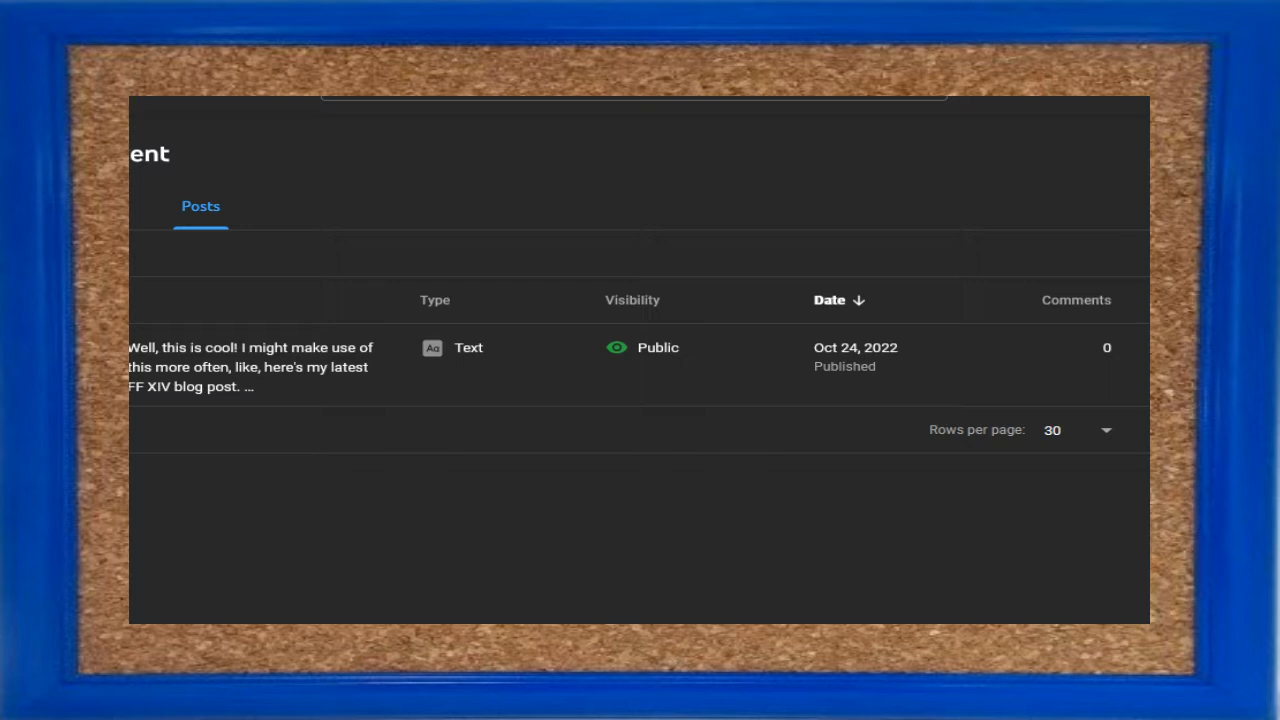 ent
Posts
Type Visibility Date Comments
Well, this is cool! I might make use of
this more often, like, here's my latest
FF XIV blog post. ...
Aa Text
Public
Oct 24, 2022
Published
0
Rows per page: 30